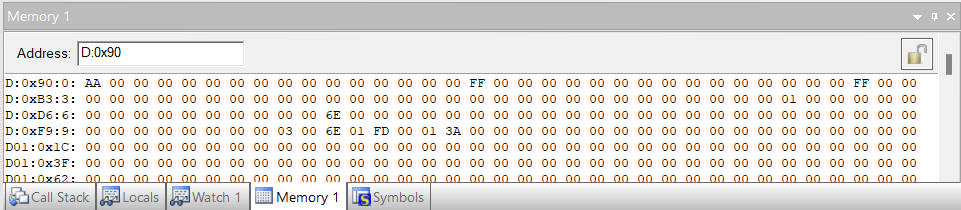 Memory 1
Address: D:0x90
D:0x90:0: AA 00 00 00 00 00 00 00 00 00 00 00 00 00 00 00 FF 00 00 00 00 00 00 00 00 00 00 00 00 00 00 00 FF 00 00
D:0xB3:3: 00 00 00 00 00 00 00 00 00 00 00 00 00 00 00 00 00 00 00 00 00 00 00 00 00 00 00 00 00 01 00 00 00 00 00
D:0xD6:6: 00 00 00 00 00 00 00 00 00 00 6E 00 00 00 00 00 00 00 00 00 00 00 00 00 00 00 00 00 00 00 00 00 00 00 00
D:0xF9:9: 00 00 00 00 00 00 00 00 03 00 6E 01 FD 00 01 3A 00 00 00 00 00 00 00 00 00 00 00 00 00 00 00 00 00 00 00
D01:0x1C: 00 00 00 00 00 00 00 00 00 00 00 00 00 00 00 00 00 00 00 00 00 00 00 00 00 00 00 00 00 00 00 00 00 00 00
D01:0x3F: 00 00 00 00 00 00 00 00 00 00 00 00 00 00 00 00 00 00 00 00 00 00 00 00 00 00 00 00 00 00 00 00 00 00 00
D01:0x62: 00 00 00 00 00 00 00 00 00 00 00 00 00 00 00 00 00 00 00 00 00 00 00 00 00 00 00 00 00 00 00 00 00 00 00
Call Stack Locals Watch 1 Memory 1 Symbols